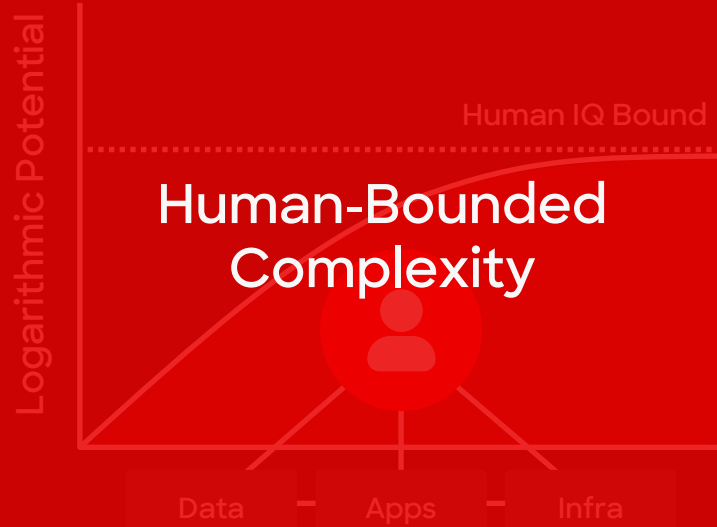 Logarithmic Potential
Human IQ Bound
Human-Bounded
Complexity
Data
Apps
Infra